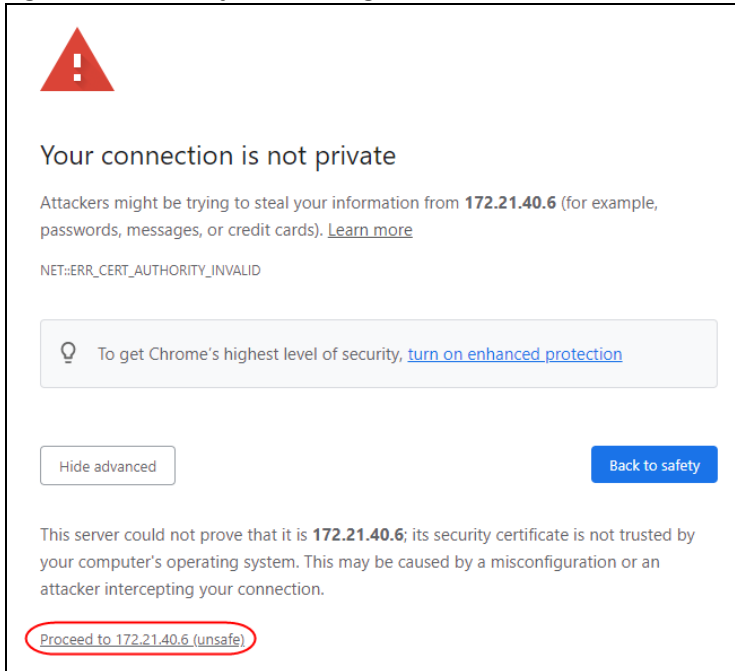 Your connection is not private
Attackers might be trying to steal your information from 172.21.40.6 (for example,
passwords, messages, or credit cards). Learn more
NET::ERR_CERT_AUTHORITY_INVALID
To get Chrome's highest level of security, turn on enhanced protection
Hide advanced
Back to safety
This server could not prove that it is 172.21.40.6; its security certificate is not trusted by
your computer's operating system. This may be caused by a misconfiguration or an
attacker intercepting your connection.
Proceed to 172.21.40.6 (unsafe)